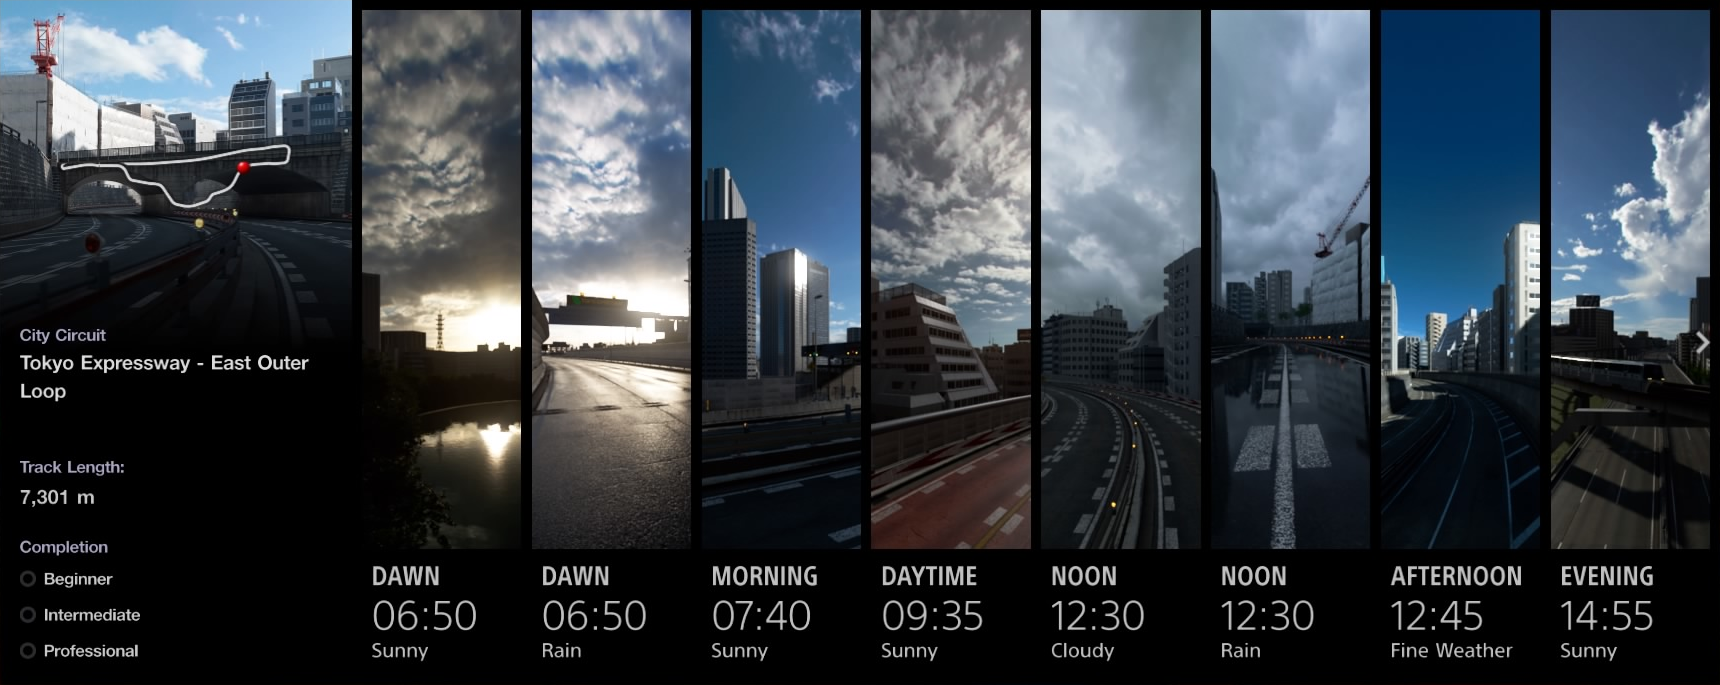 City Circuit
Tokyo Expressway - East Outer
Loop
Track Length:
7,301 m
Completion
Beginner
Intermediate
Professional
DAWN
06:50
Sunny
DAWN
06:50
Rain
MORNING
07:40
Sunny
DAYTIME
09:35
Sunny
NOON
12:30
Cloudy
NOON
12:30
Rain
AFTERNOON
12:45
Fine Weather
EVENING
14:55
Sunny